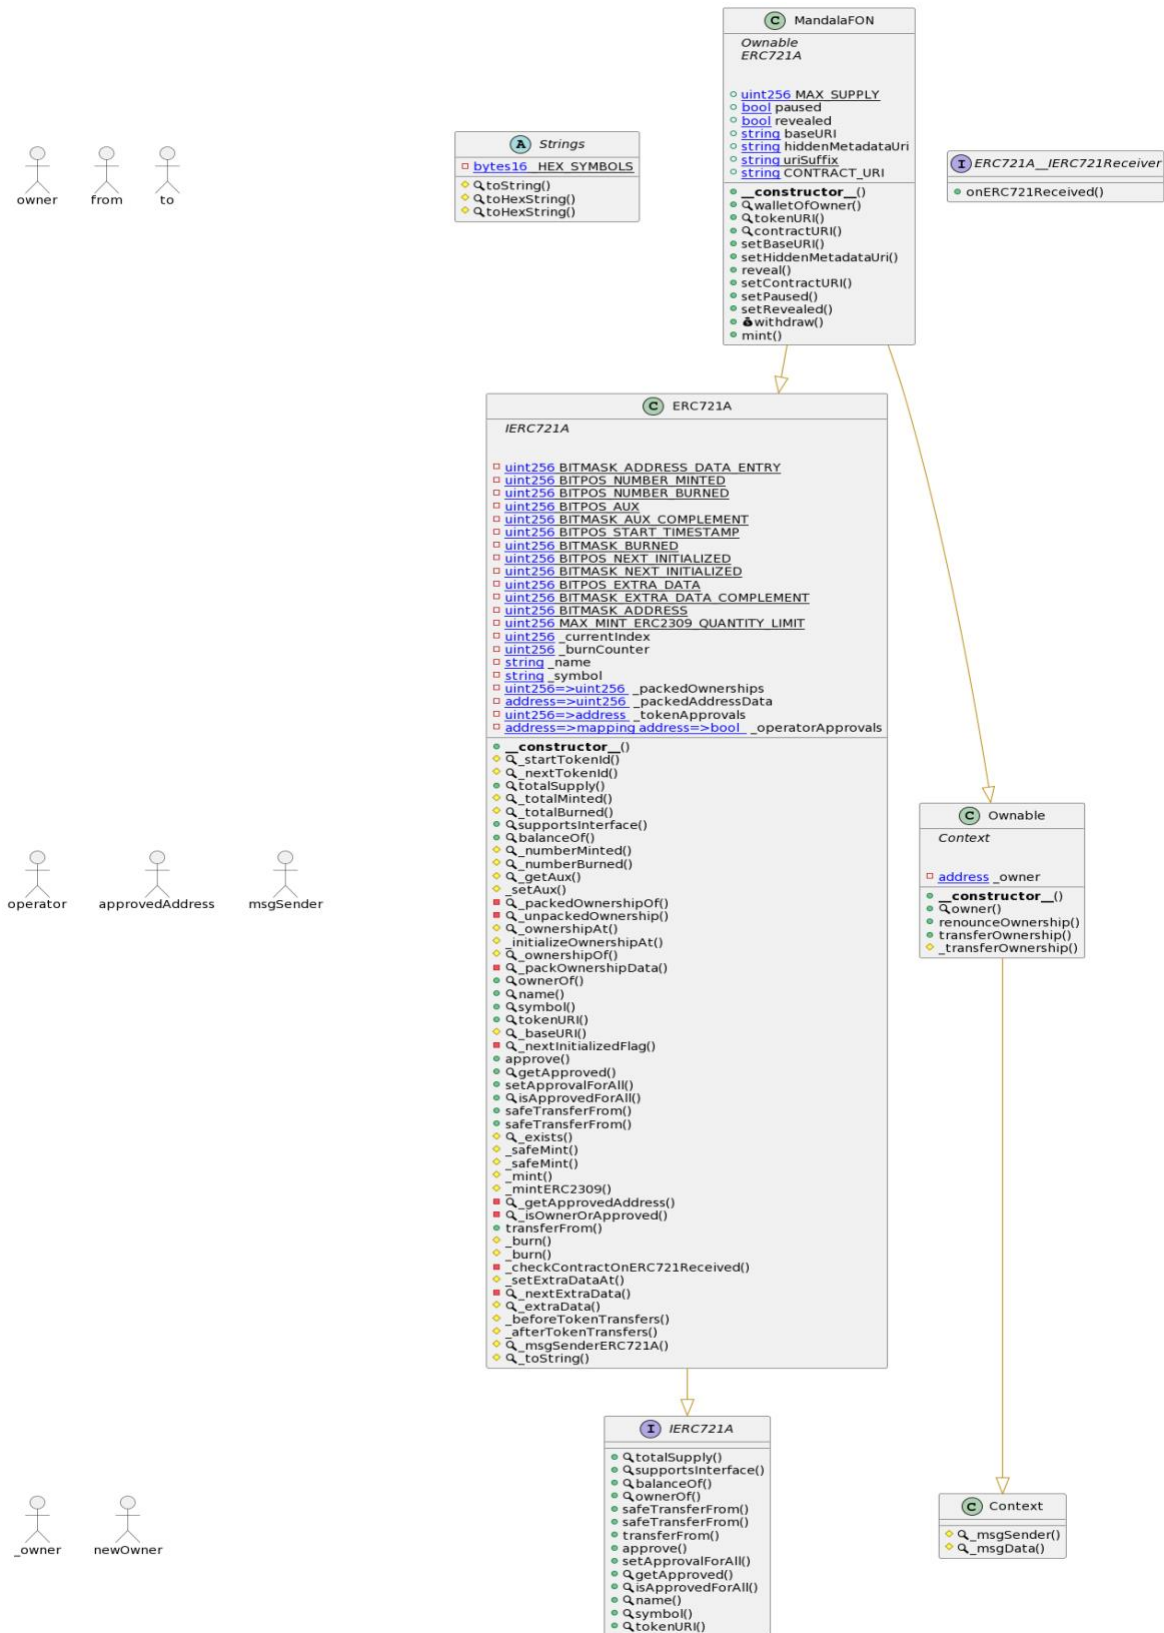 C MandalaFON
Ownable
ERC721A
uint256 MAX_SUPPLY
bool paused
bool revealed
string baseURI
string hiddenMetadataUri
string uriSuffix
string CONTRACT_URI
__constructor__()
walletOfOwner()
tokenURI()
contractURI()
setBaseURI()
setHiddenMetadataUri()
reveal()
setContractURI()
setPaused()
setRevealed()
withdraw()
mint()
owner
from
to
A Strings
bytes16 _HEX_SYMBOLS
toString()
toHexString()
toHexString()
I ERC721A__IERC721Receiver
onERC721Received()
C ERC721A
IERC721A
uint256 BITMASK_ADDRESS_DATA_ENTRY
uint256 BITPOS_NUMBER_MINTED
uint256 BITPOS_NUMBER_BURNED
uint256 BITPOS_AUX
uint256 BITMASK_AUX_COMPLEMENT
uint256 BITPOS_START_TIMESTAMP
uint256 BITMASK_BURNED
uint256 BITPOS_NEXT_INITIALIZED
uint256 BITMASK_NEXT_INITIALIZED
uint256 BITPOS_EXTRA_DATA
uint256 BITMASK_EXTRA_DATA_COMPLEMENT
uint256 BITMASK_ADDRESS
uint256 MAX_MINT_ERC2309_QUANTITY_LIMIT
uint256 _currentIndex
uint256 _burnCounter
string _name
string _symbol
uint256=>uint256 _packedOwnerships
address=>uint256 _packedAddressData
uint256=>address _tokenApprovals
address=>mapping address=>bool _operatorApprovals
__constructor__()
_startTokenId()
_nextTokenId()
totalSupply()
_totalMinted()
_totalBurned()
supportsInterface()
balanceOf()
_numberMinted()
_numberBurned()
_getAux()
_setAux()
_packedOwnershipOf()
_unpackedOwnership()
_ownershipAt()
_initializeOwnershipAt()
_ownershipOf()
_packOwnershipData()
ownerOf()
name()
symbol()
tokenURI()
_baseURI()
_nextInitializedFlag()
approve()
getApproved()
setApprovalForAll()
isApprovedForAll()
safeTransferFrom()
safeTransferFrom()
_exists()
_safeMint()
_safeMint()
_mint()
_mintERC2309()
_getApprovedAddress()
_isOwnerOrApproved()
transferFrom()
_burn()
_burn()
_checkContractOnERC721Received()
_setExtraDataAt()
_nextExtraData()
_extraData()
_beforeTokenTransfers()
_afterTokenTransfers()
_msgSenderERC721A()
_toString()
operator
approvedAddress
msgSender
C Ownable
Context
address _owner
__constructor__()
owner()
renounceOwnership()
transferOwnership()
_transferOwnership()
I IERC721A
totalSupply()
supportsInterface()
balanceOf()
ownerOf()
safeTransferFrom()
safeTransferFrom()
transferFrom()
approve()
setApprovalForAll()
getApproved()
isApprovedForAll()
name()
symbol()
tokenURI()
_owner
newOwner
C Context
_msgSender()
_msgData()